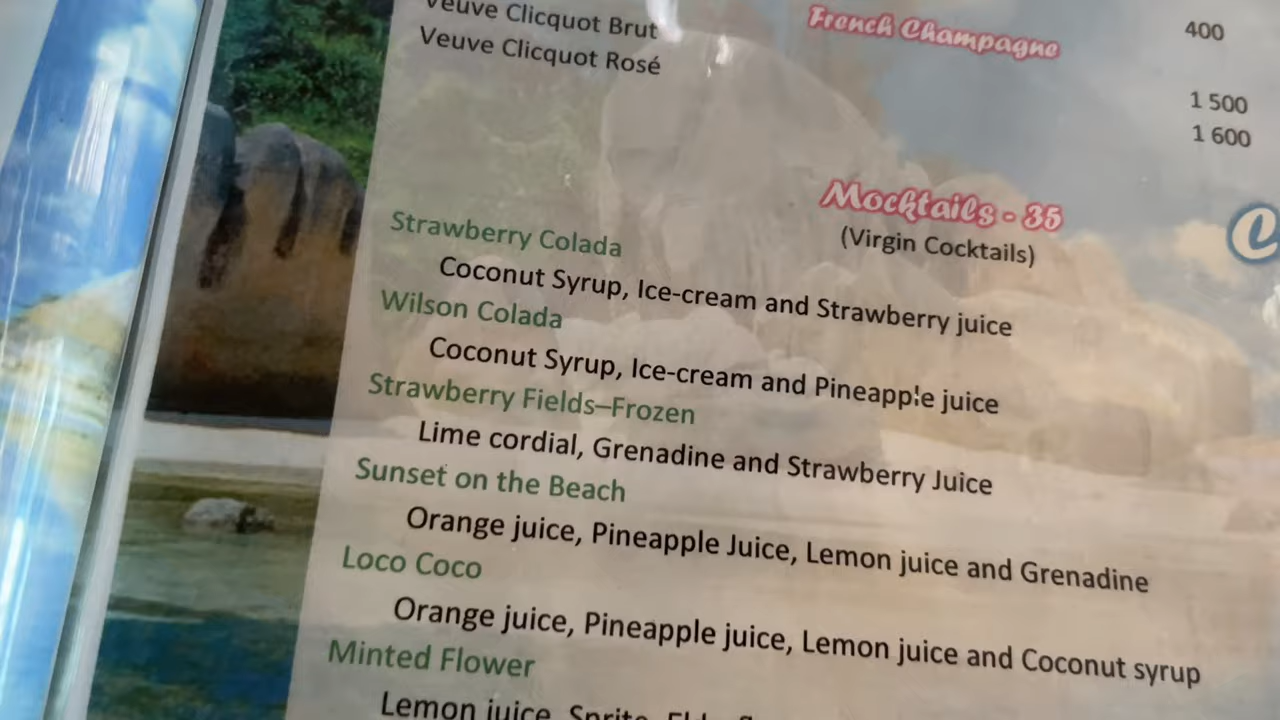 400
French Champagne
Veuve Clicquot Brut 1 500
Veuve Clicquot Rosé 1 600
Mocktails - 35
(Virgin Cocktails)
Strawberry Colada
Coconut Syrup, Ice-cream and Strawberry juice
Wilson Colada
Coconut Syrup, Ice-cream and Pineapple juice
Strawberry Fields–Frozen
Lime cordial, Grenadine and Strawberry Juice
Sunset on the Beach
Orange juice, Pineapple Juice, Lemon juice and Grenadine
Loco Coco
Orange juice, Pineapple juice, Lemon juice and Coconut syrup
Minted Flower
Lemon juice, Sprite,